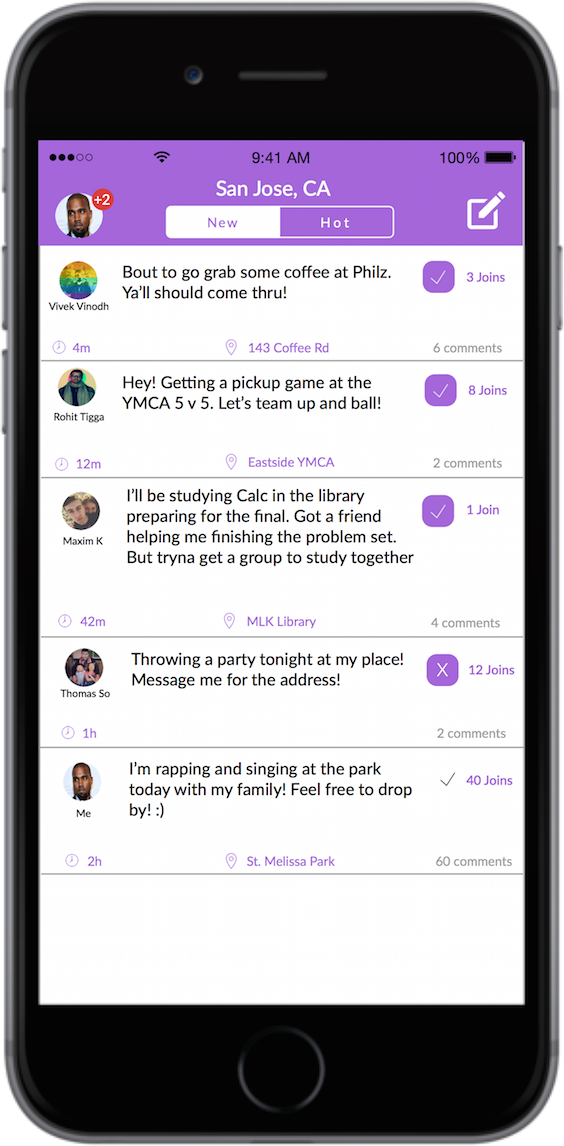 9:41 AM
100%
San Jose, CA
+2
New
Hot
Bout to go grab some coffee at Philz.
Ya’ll should come thru!
3 Joins
Vivek Vinodh
4m
143 Coffee Rd
6 comments
Hey! Getting a pickup game at the
YMCA 5 v 5. Let’s team up and ball!
8 Joins
Rohit Tigga
12m
Eastside YMCA
2 comments
I’ll be studying Calc in the library
preparing for the final. Got a friend
helping me finishing the problem set.
But tryna get a group to study together
1 Join
Maxim K
42m
MLK Library
4 comments
Throwing a party tonight at my place!
Message me for the address!
X
12 Joins
Thomas So
1h
2 comments
I’m rapping and singing at the park
today with my family! Feel free to drop
by! :)
40 Joins
Me
2h
St. Melissa Park
60 comments